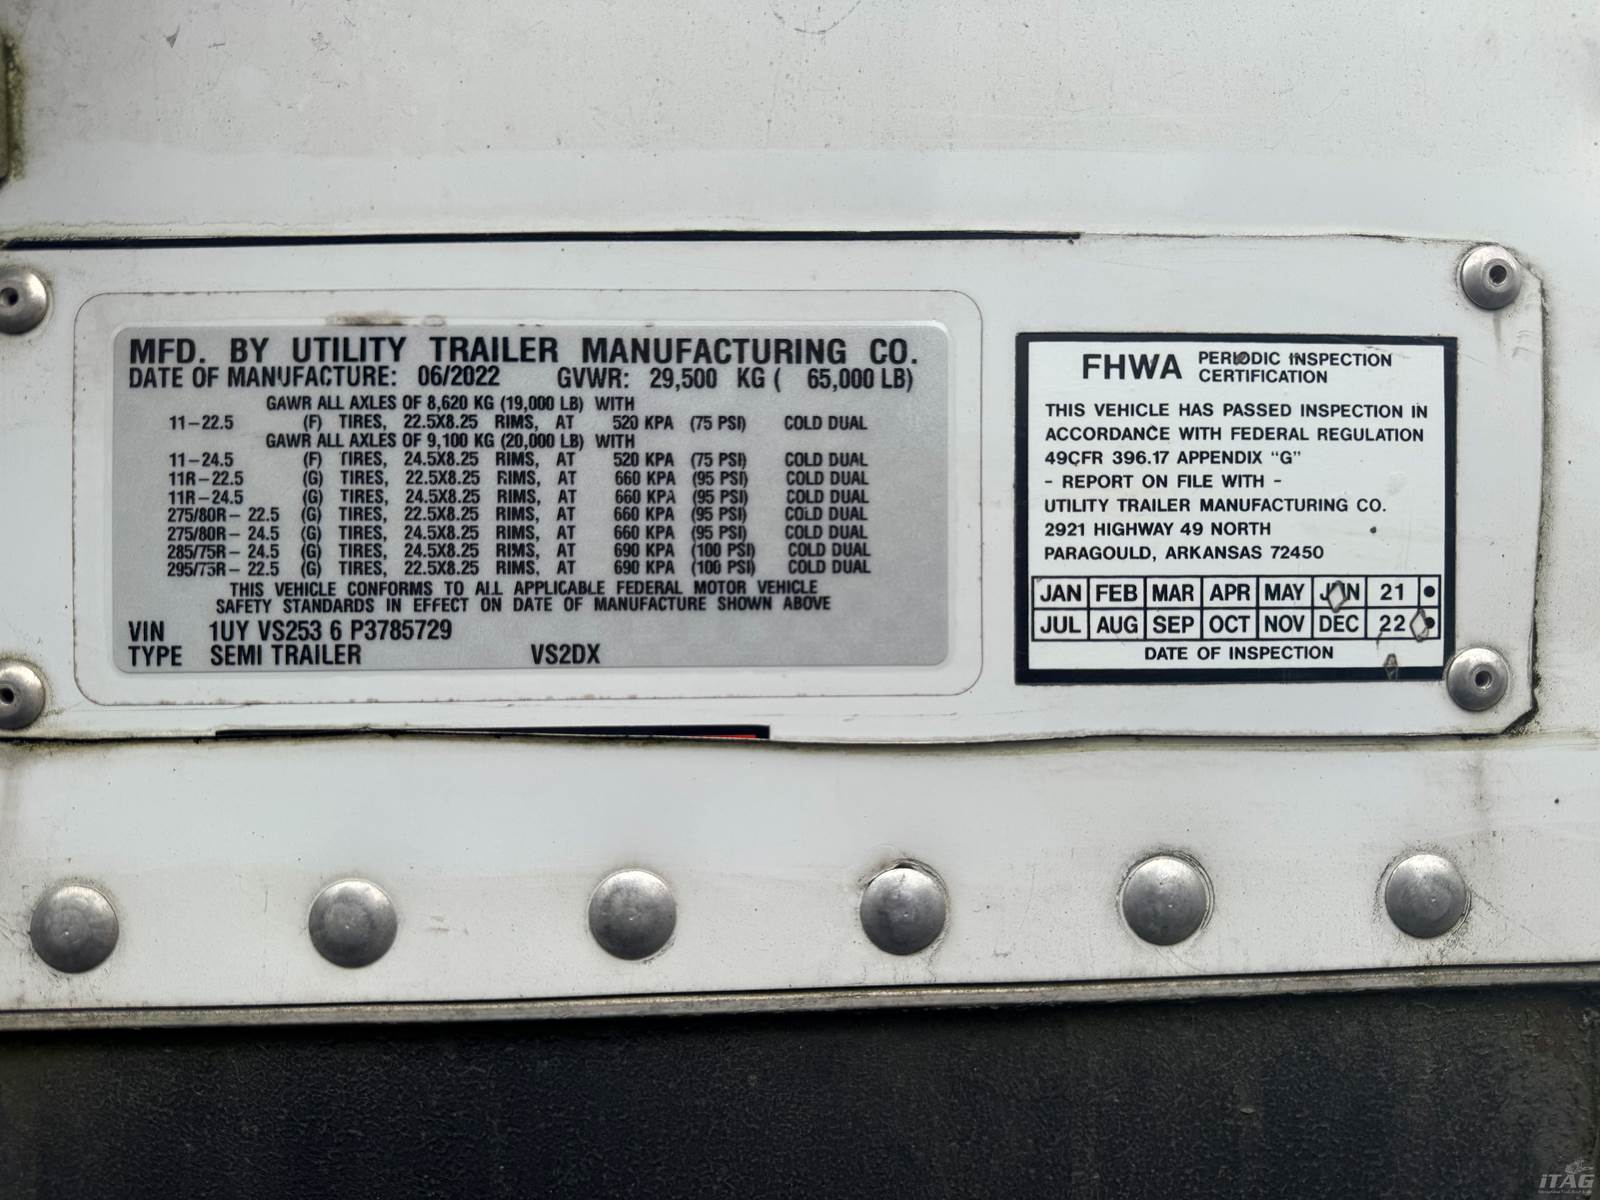 MFD. BY UTILITY TRAILER MANUFACTURING CO.
DATE OF MANUFACTURE: 06/2022 GVWR: 29,500 KG ( 65,000 LB)
GAWR ALL AXLES OF 8,620 KG (19,000 LB) WITH
11-22.5 (F) TIRES, 22.5X8.25 RIMS, AT 520 KPA (75 PSI) COLD DUAL
GAWR ALL AXLES OF 9,100 KG (20,000 LB) WITH
11-24.5 (F) TIRES, 24.5X8.25 RIMS, AT 520 KPA (75 PSI) COLD DUAL
11R-22.5 (G) TIRES, 22.5X8.25 RIMS, AT 660 KPA (95 PSI) COLD DUAL
11R-24.5 (G) TIRES, 24.5X8.25 RIMS, AT 660 KPA (95 PSI) COLD DUAL
275/80R- 22.5 (G) TIRES, 22.5X8.25 RIMS, AT 660 KPA (95 PSI) COLD DUAL
275/80R- 24.5 (G) TIRES, 24.5X8.25 RIMS, AT 660 KPA (95 PSI) COLD DUAL
285/75R- 24.5 (G) TIRES, 24.5X8.25 RIMS, AT 690 KPA (100 PSI) COLD DUAL
295/75R- 22.5 (G) TIRES, 22.5X8.25 RIMS, AT 690 KPA (100 PSI) COLD DUAL
THIS VEHICLE CONFORMS TO ALL APPLICABLE FEDERAL MOTOR VEHICLE
SAFETY STANDARDS IN EFFECT ON DATE OF MANUFACTURE SHOWN ABOVE
VIN 1UY VS253 6 P3785729
TYPE SEMI TRAILER VS2DX
FHWA PERIODIC INSPECTION
CERTIFICATION
THIS VEHICLE HAS PASSED INSPECTION IN
ACCORDANCE WITH FEDERAL REGULATION
49CFR 396.17 APPENDIX "G"
- REPORT ON FILE WITH -
UTILITY TRAILER MANUFACTURING CO.
2921 HIGHWAY 49 NORTH
PARAGOULD, ARKANSAS 72450
JAN FEB MAR APR MAY JUN 21
JUL AUG SEP OCT NOV DEC 22
DATE OF INSPECTION
iTAG